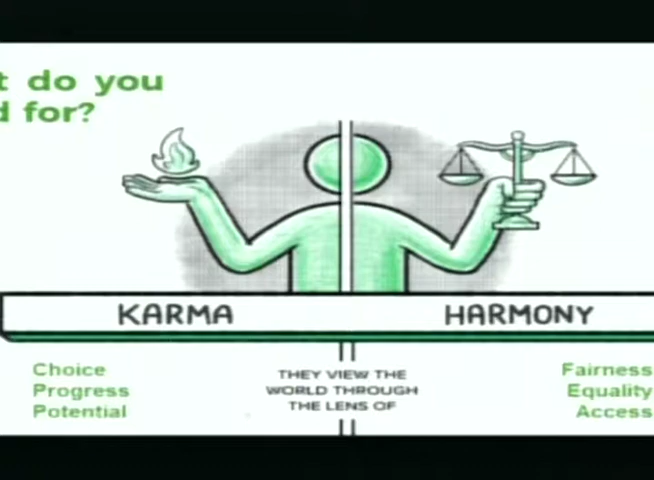 t do you
d for?
KARMA
HARMONY
Choice
Progress
Potential
THEY VIEW THE
WORLD THROUGH
THE LENS OF
Fairness
Equality
Access